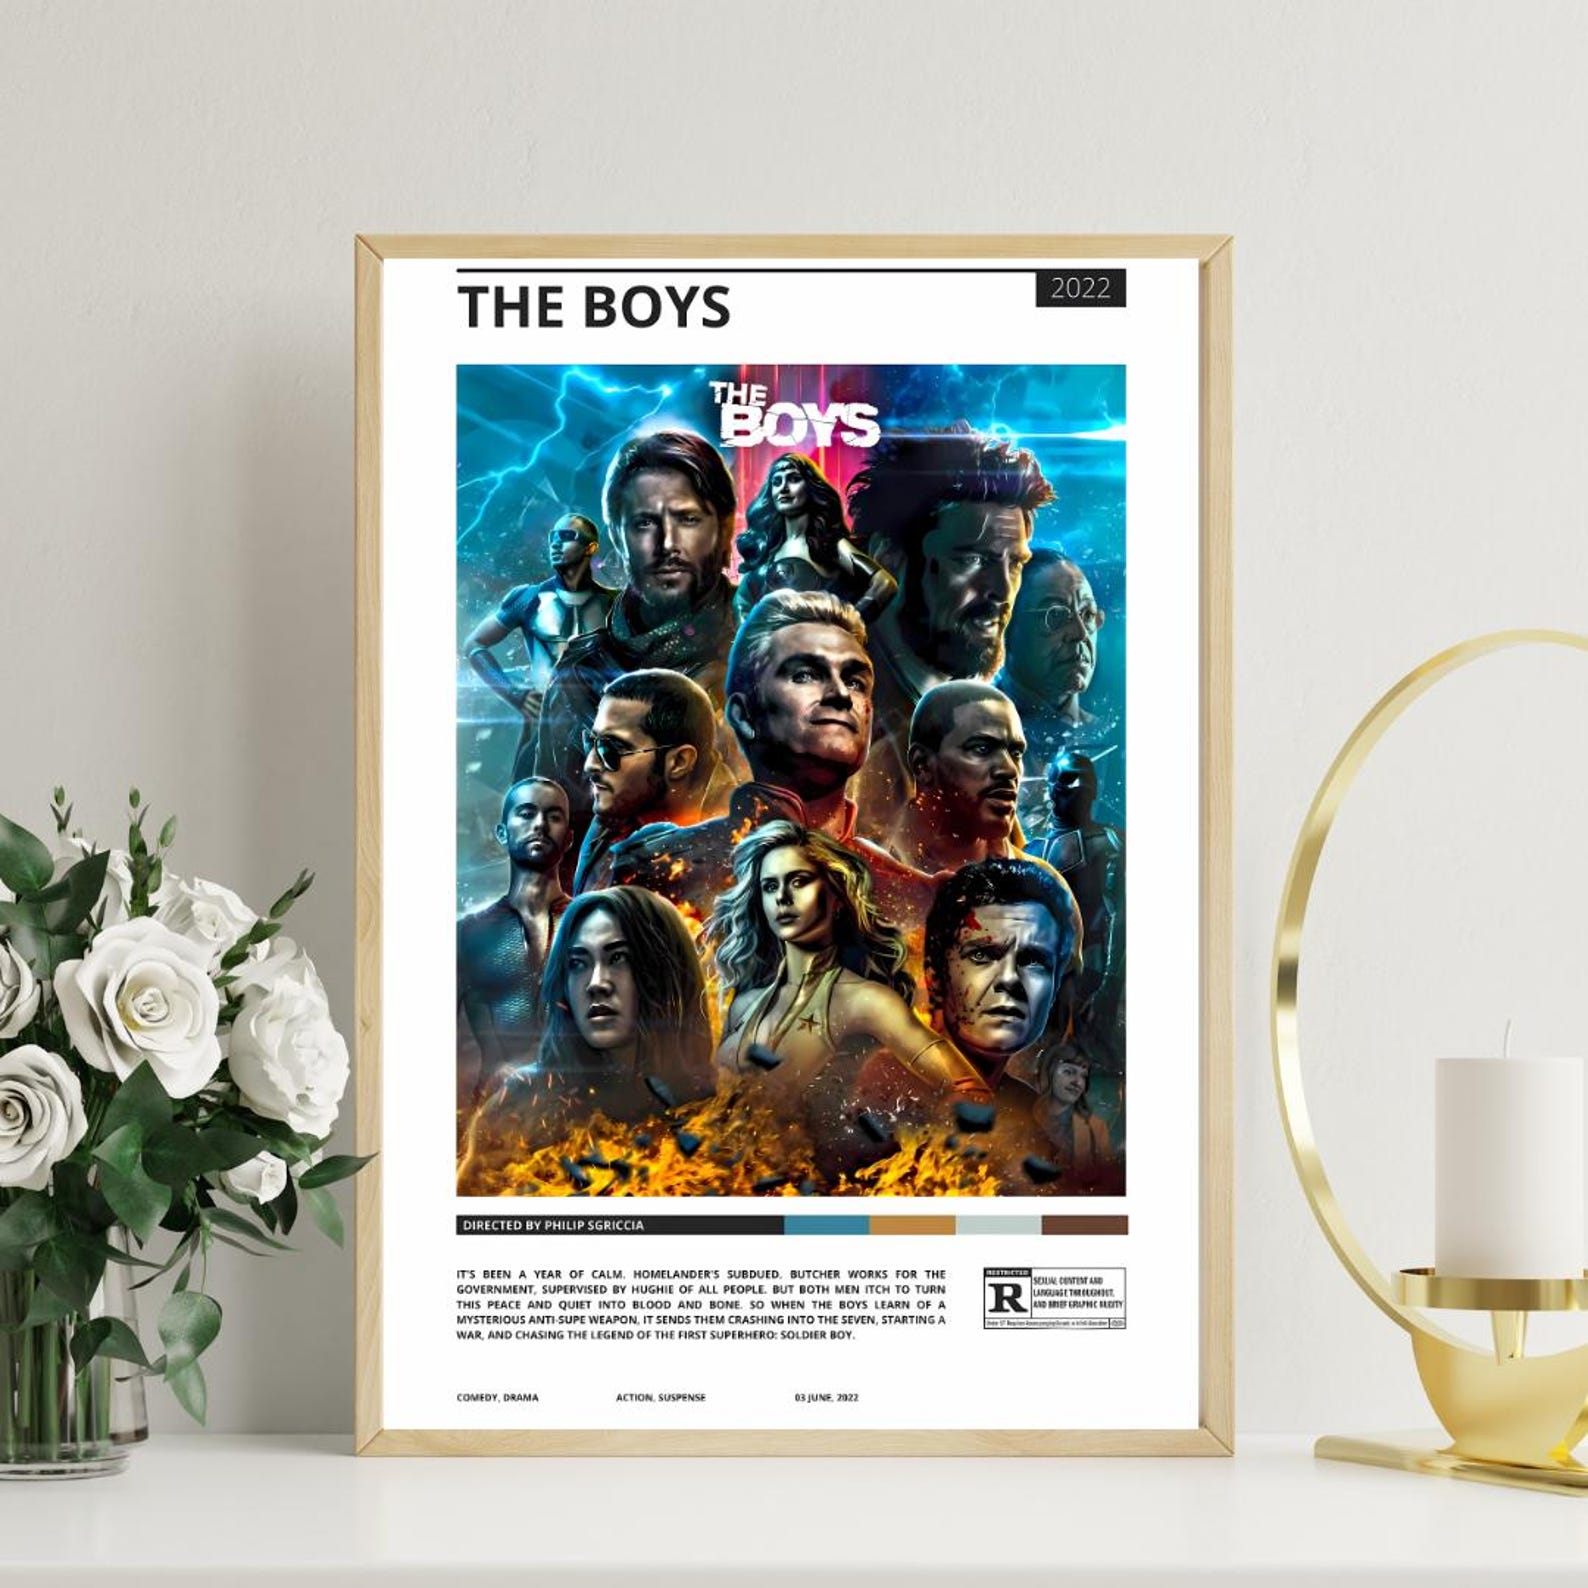 THE BOYS
2022
THE
BOYS
DIRECTED BY PHILIP SGRICCIA
IT'S BEEN A YEAR OF CALM. HOMELANDER'S SUBDUED. BUTCHER WORKS FOR THE
GOVERNMENT, SUPERVISED BY HUGHIE OF ALL PEOPLE. BUT BOTH MEN ITCH TO TURN
THIS PEACE AND QUIET INTO BLOOD AND BONE. SO WHEN THE BOYS LEARN OF A
MYSTERIOUS ANTI-SUPE WEAPON, IT SENDS THEM CRASHING INTO THE SEVEN, STARTING A
WAR, AND CHASING THE LEGEND OF THE FIRST SUPERHERO: SOLDIER BOY.
RESTRICTED
R
SEXUAL CONTENT AND
LANGUAGE THROUGHOUT,
AND BRIEF GRAPHIC NUDITY
COMEDY, DRAMA
ACTION, SUSPENSE
03 JUNE, 2022